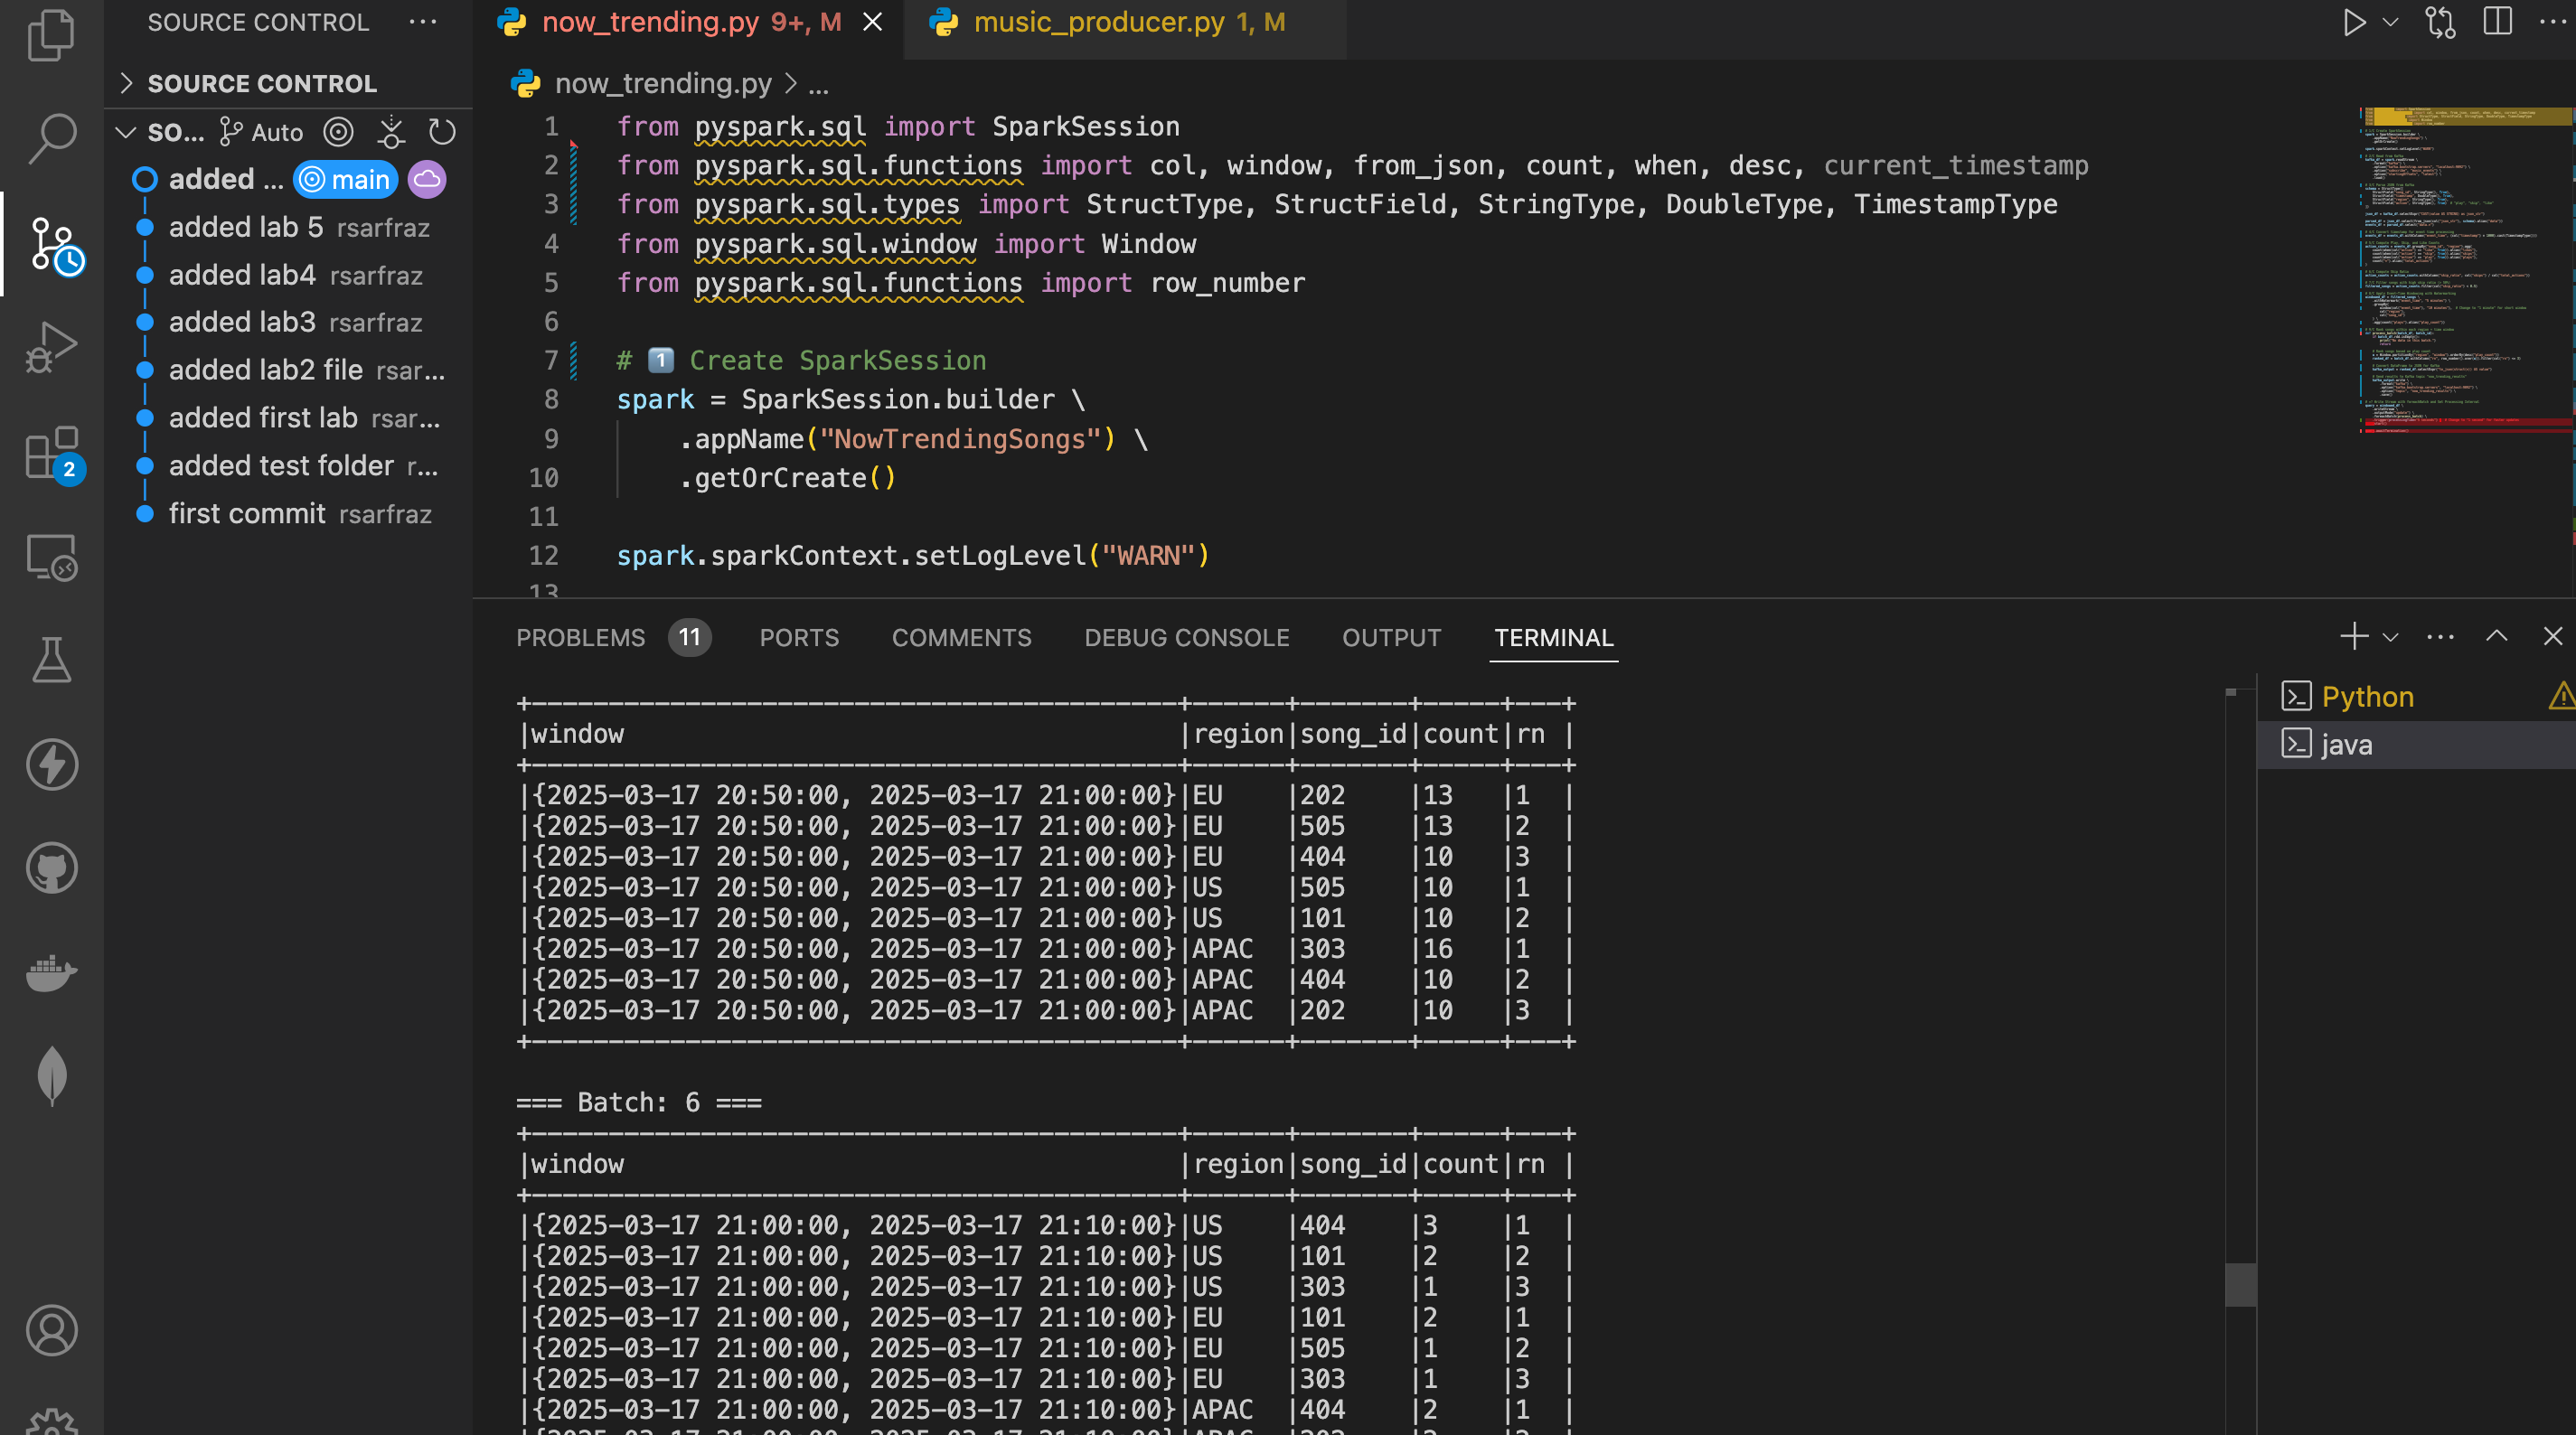 SOURCE CONTROL ...
SOURCE CONTROL
SO... Auto
added ... main
added lab 5 rsarfraz
added lab4 rsarfraz
added lab3 rsarfraz
added lab2 file rsar...
added first lab rsar...
added test folder r...
first commit rsarfraz
2
now_trending.py 9+, M
music_producer.py 1, M
now_trending.py > ...
1 from pyspark.sql import SparkSession
2 from pyspark.sql.functions import col, window, from_json, count, when, desc, current_timestamp
3 from pyspark.sql.types import StructType, StructField, StringType, DoubleType, TimestampType
4 from pyspark.sql.window import Window
5 from pyspark.sql.functions import row_number
6
7 # 1️⃣ Create SparkSession
8 spark = SparkSession.builder \
9 .appName("NowTrendingSongs") \
10 .getOrCreate()
11
12 spark.sparkContext.setLogLevel("WARN")
13
PROBLEMS 11 PORTS COMMENTS DEBUG CONSOLE OUTPUT TERMINAL
+------------------------------------------+------+-------+-----+---+
|window |region|song_id|count|rn |
+------------------------------------------+------+-------+-----+---+
|{2025-03-17 20:50:00, 2025-03-17 21:00:00}|EU |202 |13 |1 |
|{2025-03-17 20:50:00, 2025-03-17 21:00:00}|EU |505 |13 |2 |
|{2025-03-17 20:50:00, 2025-03-17 21:00:00}|EU |404 |10 |3 |
|{2025-03-17 20:50:00, 2025-03-17 21:00:00}|US |505 |10 |1 |
|{2025-03-17 20:50:00, 2025-03-17 21:00:00}|US |101 |10 |2 |
|{2025-03-17 20:50:00, 2025-03-17 21:00:00}|APAC |303 |16 |1 |
|{2025-03-17 20:50:00, 2025-03-17 21:00:00}|APAC |404 |10 |2 |
|{2025-03-17 20:50:00, 2025-03-17 21:00:00}|APAC |202 |10 |3 |
+------------------------------------------+------+-------+-----+---+
=== Batch: 6 ===
+------------------------------------------+------+-------+-----+---+
|window |region|song_id|count|rn |
+------------------------------------------+------+-------+-----+---+
|{2025-03-17 21:00:00, 2025-03-17 21:10:00}|US |404 |3 |1 |
|{2025-03-17 21:00:00, 2025-03-17 21:10:00}|US |101 |2 |2 |
|{2025-03-17 21:00:00, 2025-03-17 21:10:00}|US |303 |1 |3 |
|{2025-03-17 21:00:00, 2025-03-17 21:10:00}|EU |101 |2 |1 |
|{2025-03-17 21:00:00, 2025-03-17 21:10:00}|EU |505 |1 |2 |
|{2025-03-17 21:00:00, 2025-03-17 21:10:00}|EU |303 |1 |3 |
|{2025-03-17 21:00:00, 2025-03-17 21:10:00}|APAC |404 |2 |1 |
Python
java